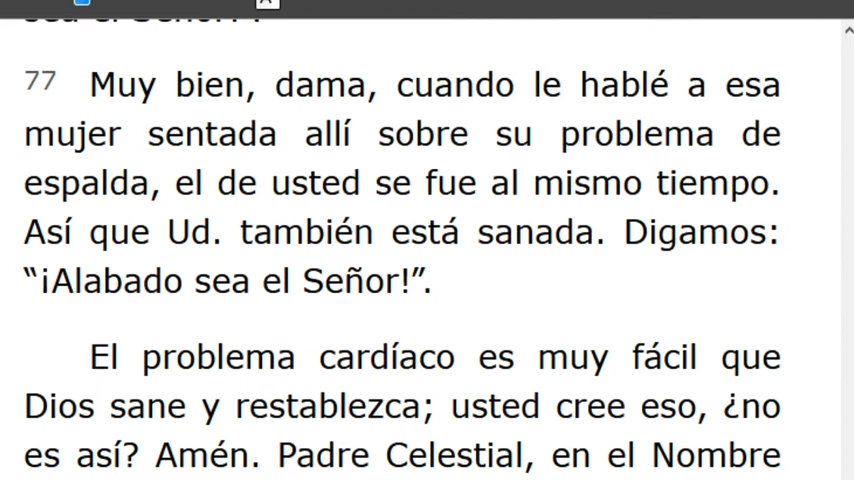 77 Muy bien, dama, cuando le hablé a esa
mujer sentada allí sobre su problema de
espalda, el de usted se fue al mismo tiempo.
Así que Ud. también está sanada. Digamos:
“¡Alabado sea el Señor!”.
El problema cardíaco es muy fácil que
Dios sane y restablezca; usted cree eso, ¿no
es así? Amén. Padre Celestial, en el Nombre